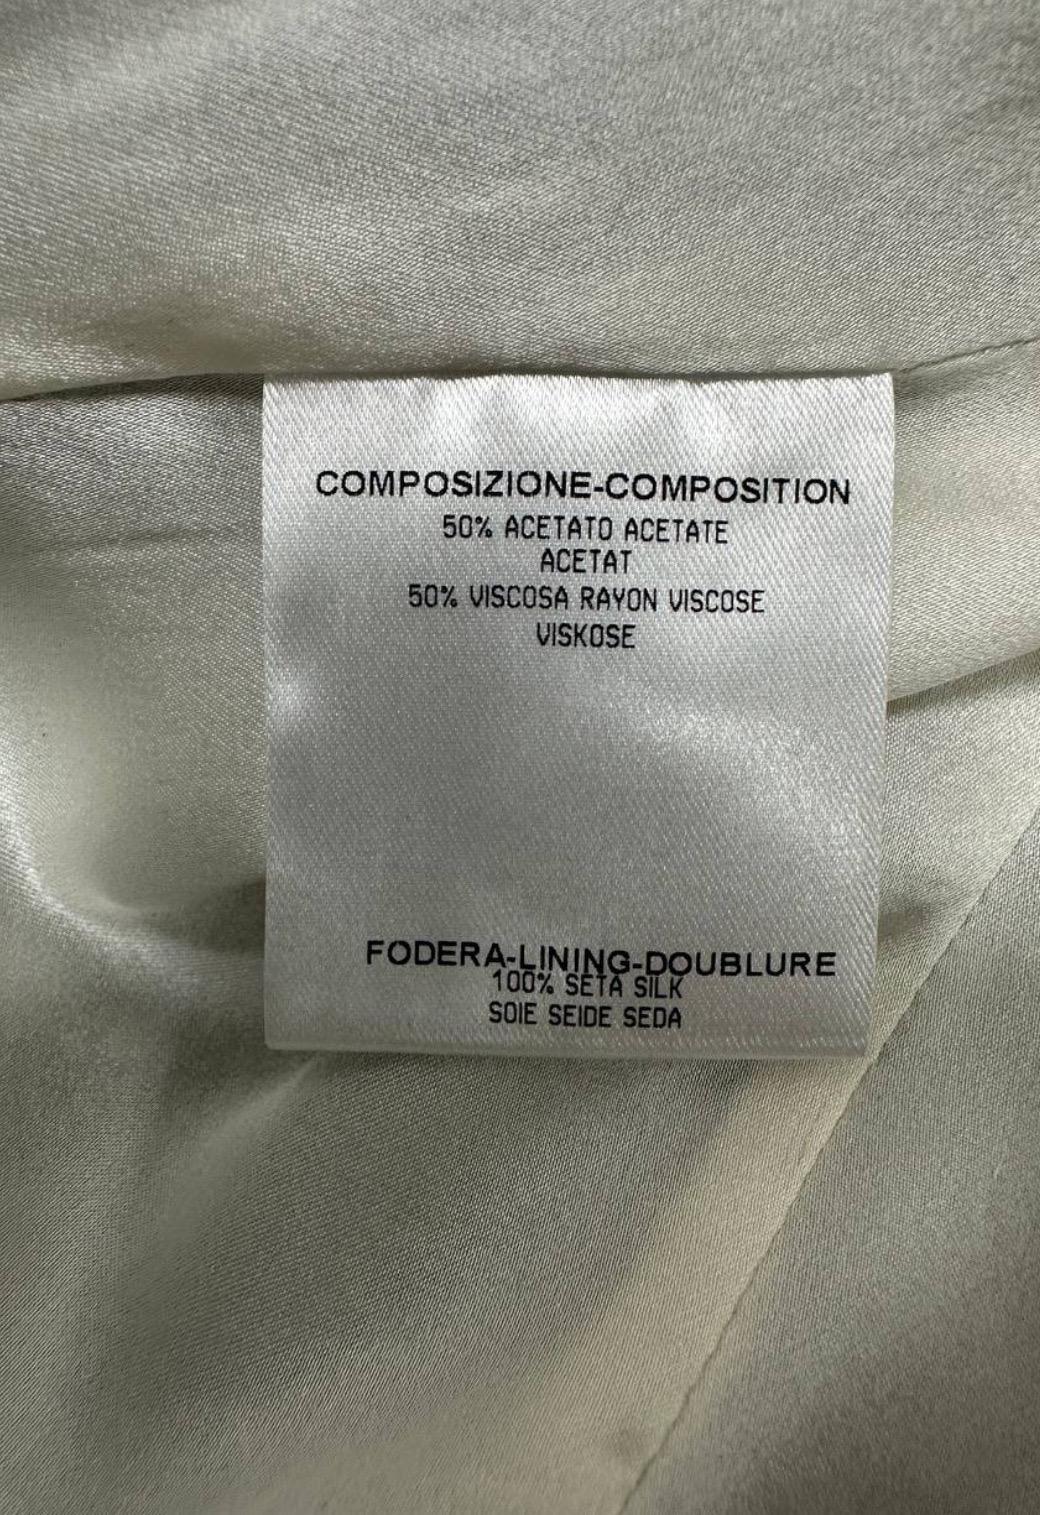 COMPOSIZIONE-COMPOSITION
50% ACETATO ACETATE
ACETAT
50% VISCOSA RAYON VISCOSE
VISKOSE
FODERA-LINING-DOUBLURE
100% SETA SILK
SOIE SEIDE SEDA